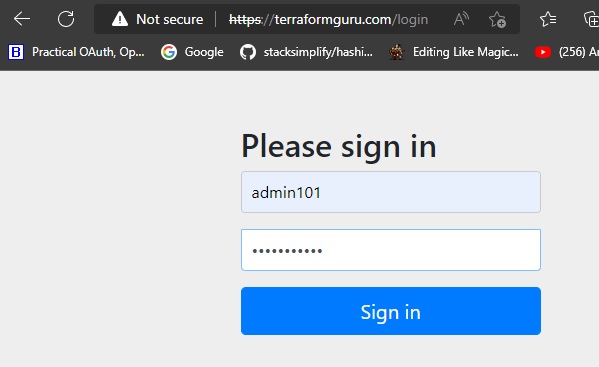 Not secure https://terraformguru.com/login
Practical OAuth, Op... Google stacksimplify/hashi... Editing Like Magic... (256) A
Please sign in
admin101
•••••••••••
Sign in